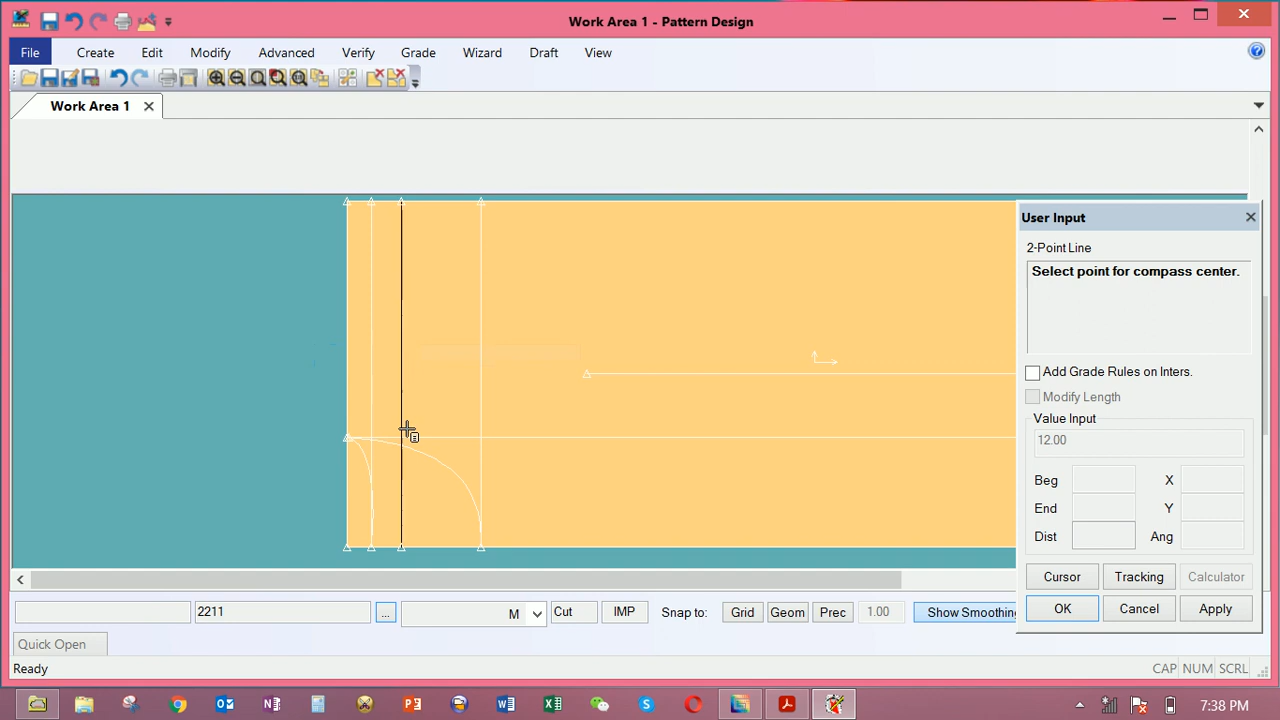 Work Area 1 - Pattern Design
File Create Edit Modify Advanced Verify Grade Wizard Draft View
Work Area 1
User Input
2-Point Line
Select point for compass center.
Add Grade Rules on Inters.
Modify Length
Value Input
12.00
Beg X
End Y
Dist Ang
Cursor Tracking Calculator
OK Cancel Apply
2211 ... M Cut IMP Snap to: Grid Geom Prec 1.00 Show Smoothin
Quick Open
Ready CAP NUM SCRL
7:38 PM